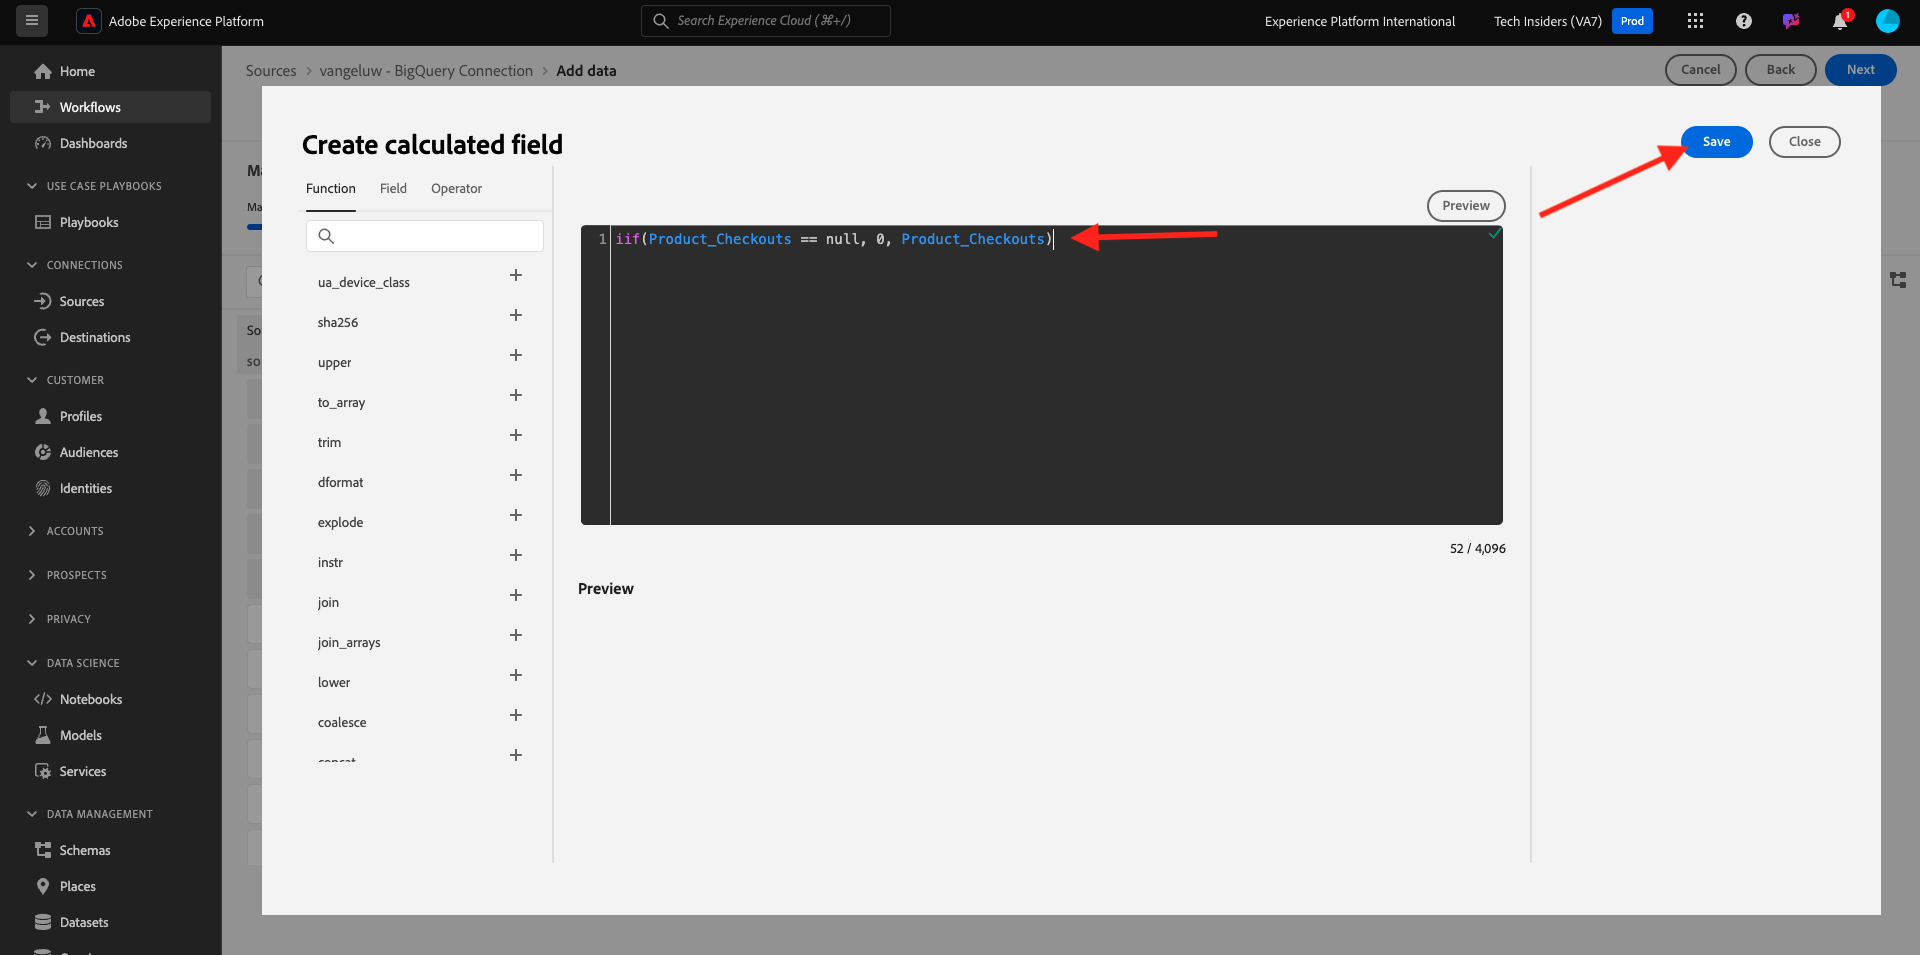 Adobe Experience Platform
Search Experience Cloud (⌘+/)
Experience Platform International
Tech Insiders (VA7)
Prod
1
Home
Workflows
Dashboards
USE CASE PLAYBOOKS
Playbooks
CONNECTIONS
Sources
Destinations
CUSTOMER
Profiles
Audiences
Identities
ACCOUNTS
PROSPECTS
PRIVACY
DATA SCIENCE
Notebooks
Models
Services
DATA MANAGEMENT
Schemas
Places
Datasets
Sources > vangeluw - BigQuery Connection > Add data
Cancel
Back
Next
Ma
Ma
So
so
Create calculated field
Save
Close
Function
Field
Operator
ua_device_class
sha256
upper
to_array
trim
dformat
explode
instr
join
join_arrays
lower
coalesce
Preview
1 iif(Product_Checkouts == null, 0, Product_Checkouts)
52 / 4,096
Preview